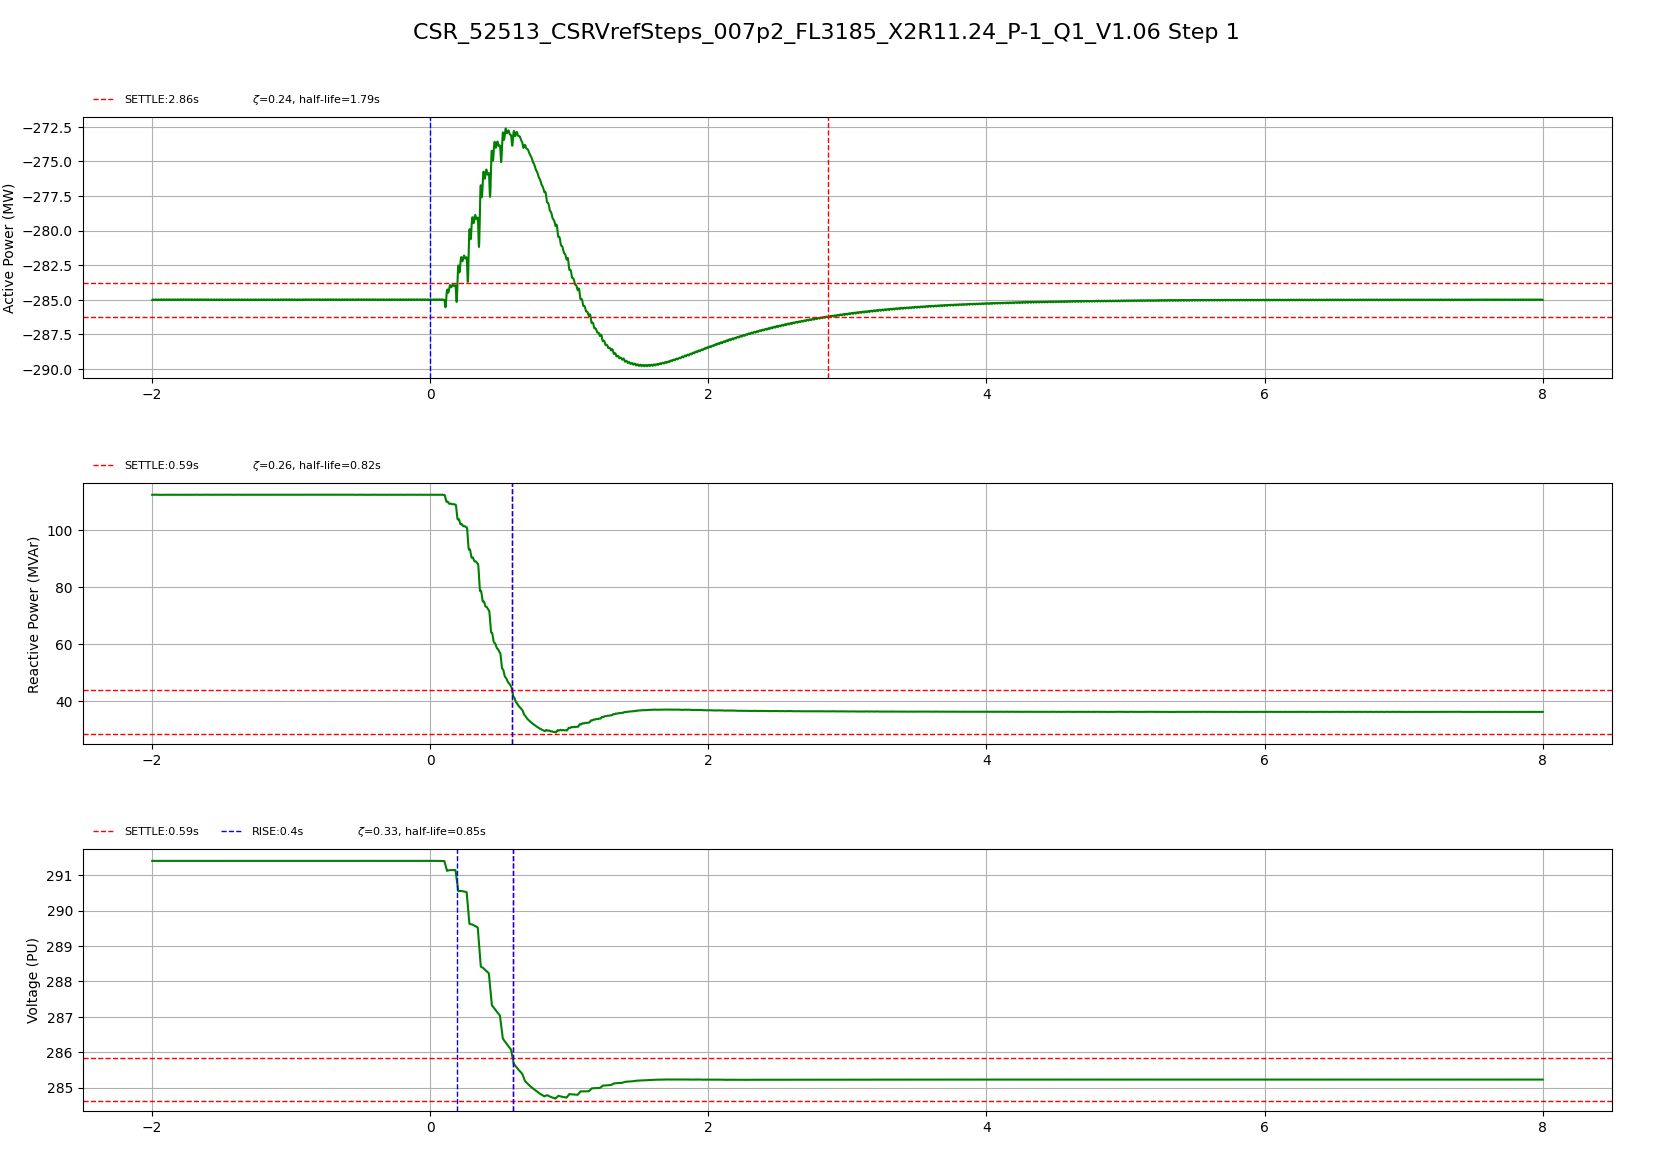 CSR_52513_CSRVrefSteps_007p2_FL3185_X2R11.24_P-1_Q1_V1.06 Step 1
SETTLE:2.86s ζ=0.24, half-life=1.79s
Active Power (MW)
−272.5
−275.0
−277.5
−280.0
−282.5
−285.0
−287.5
−290.0
−2 0 2 4 6 8
SETTLE:0.59s ζ=0.26, half-life=0.82s
Reactive Power (MVAr)
100
80
60
40
−2 0 2 4 6 8
SETTLE:0.59s RISE:0.4s ζ=0.33, half-life=0.85s
Voltage (PU)
291
290
289
288
287
286
285
−2 0 2 4 6 8